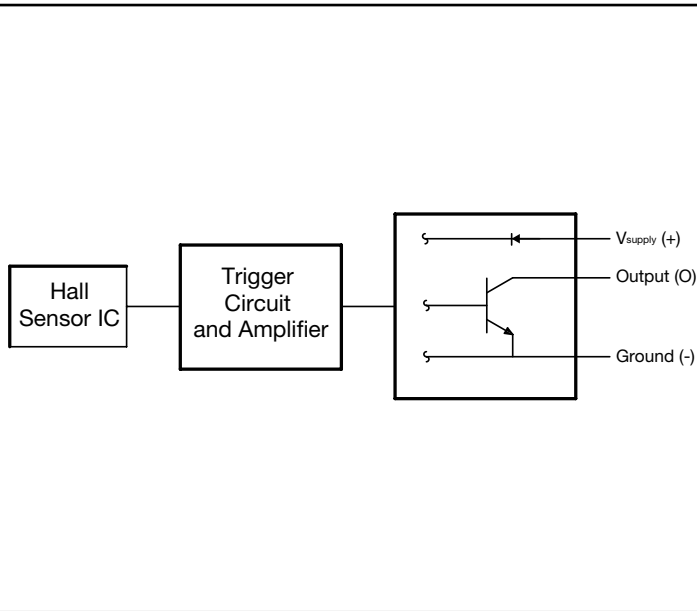 Hall
Sensor IC
Trigger
Circuit
and Amplifier
Vsupply (+)
Output (O)
Ground (-)